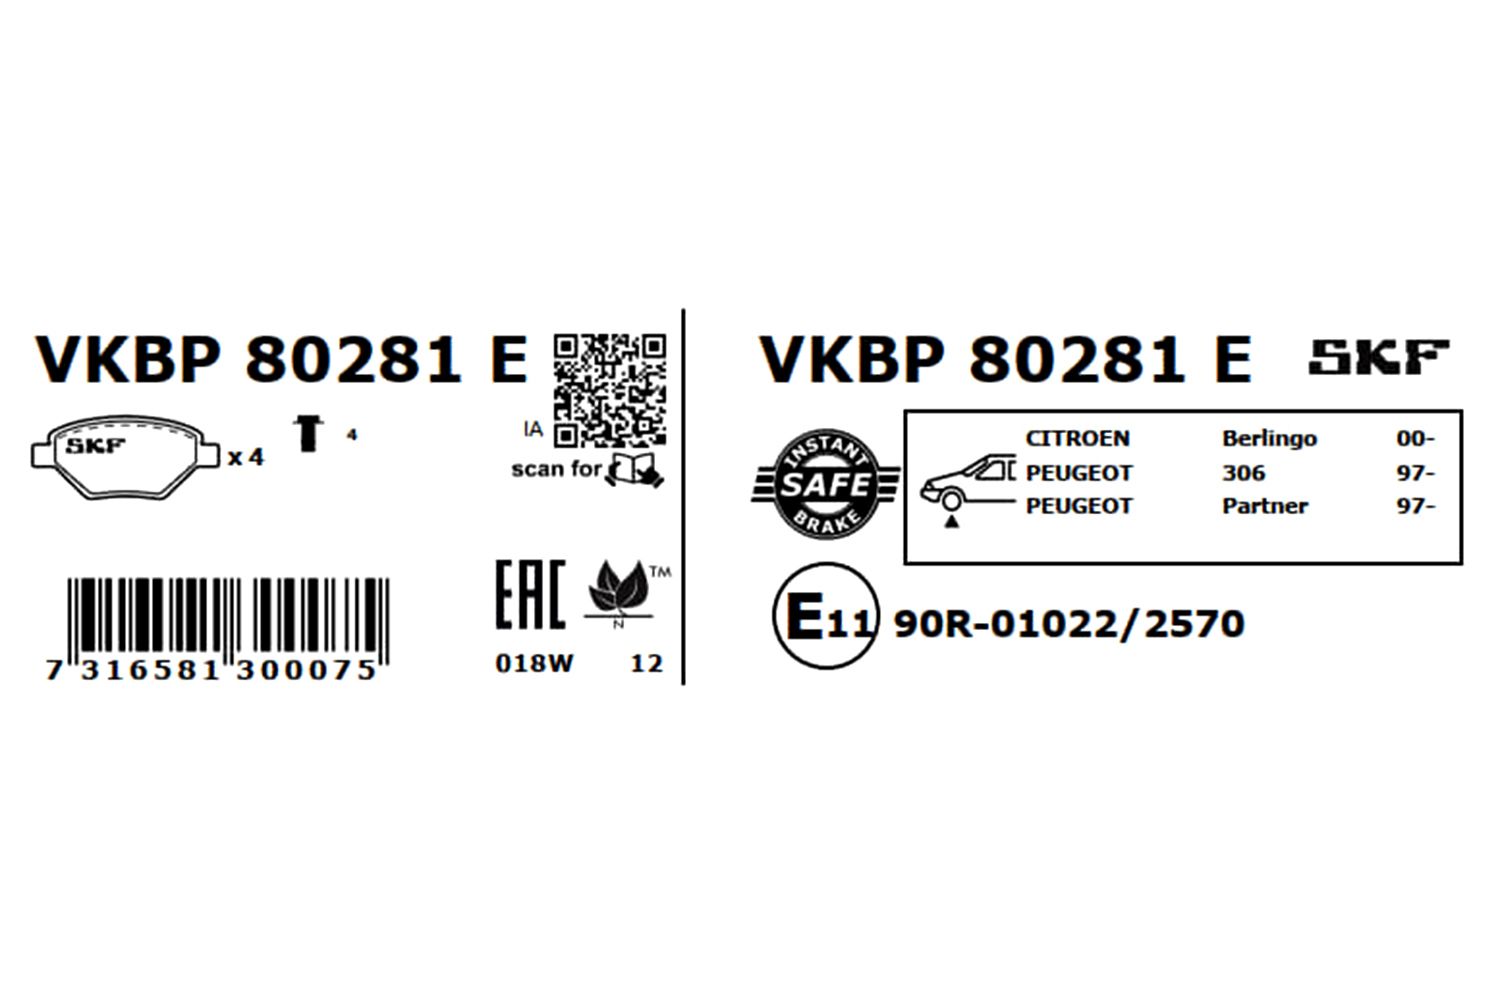 VKBP 80281 E
SKF
x 4
4
IA
scan for
EAC
TM
N
7 316581 300075
018W 12
VKBP 80281 E SKF
INSTANT
SAFE
BRAKE
CITROEN Berlingo 00-
PEUGEOT 306 97-
PEUGEOT Partner 97-
E11 90R-01022/2570